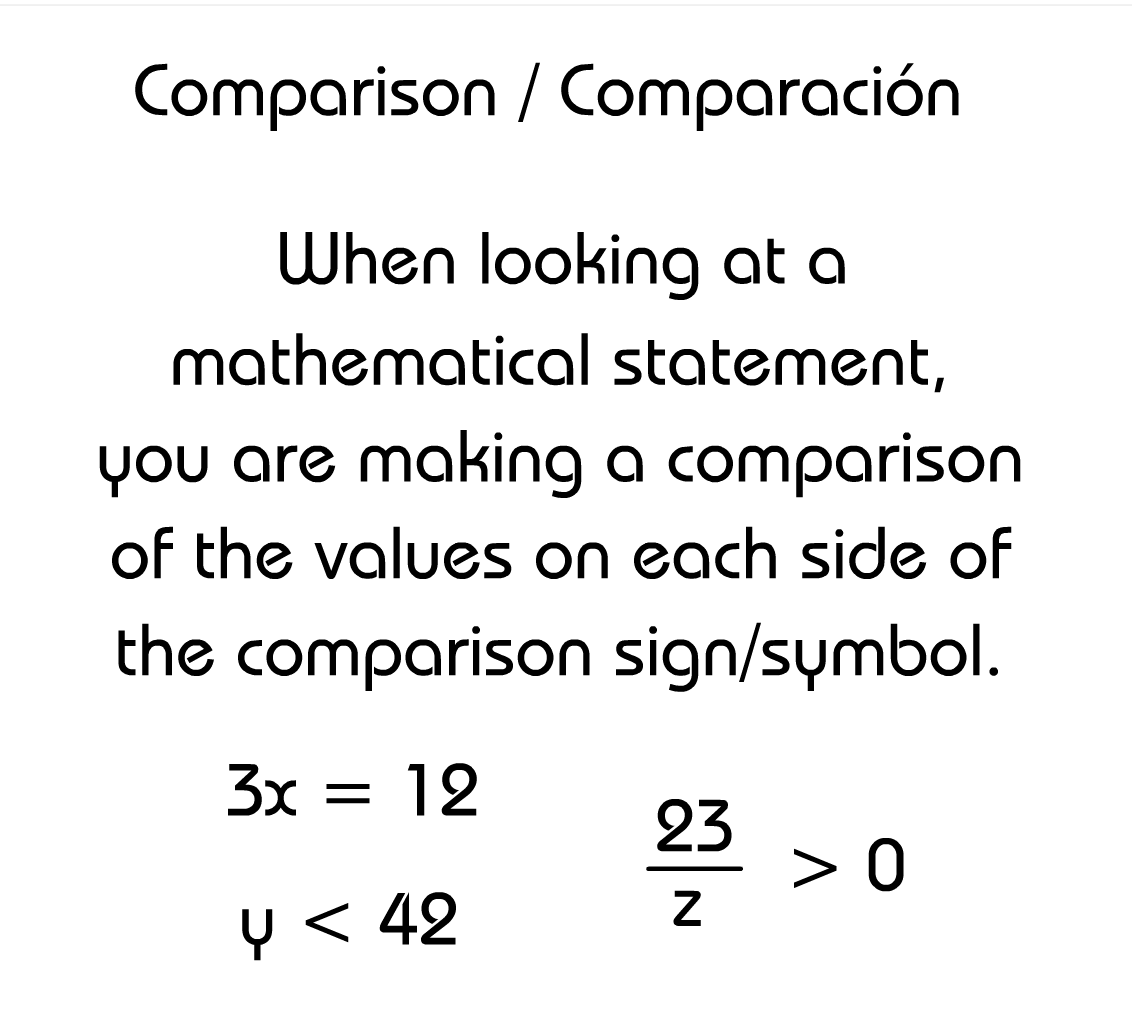 Comparison / Comparación
When looking at a
mathematical statement,
you are making a comparison
of the values on each side of
the comparison sign/symbol.
3x = 12
23
z
> 0
y < 42